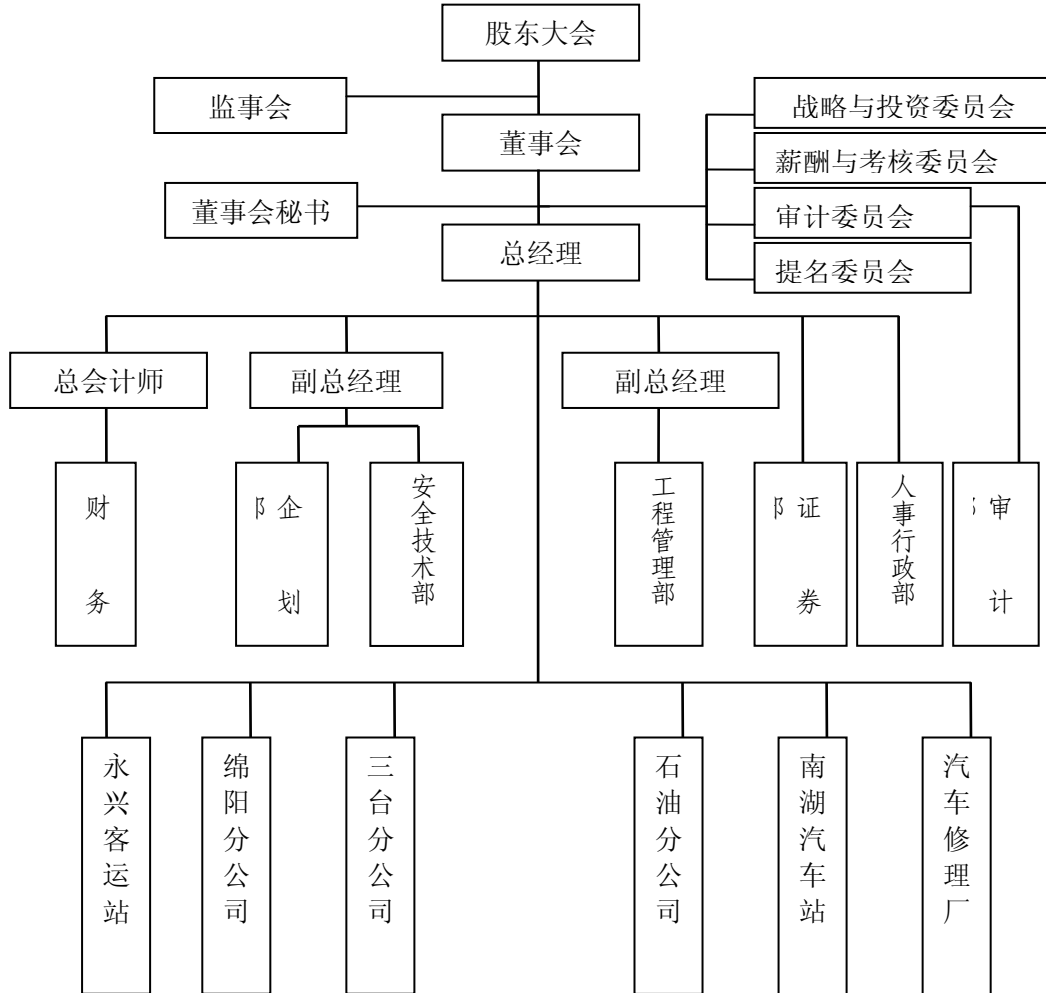 股东大会
监事会
战略与投资委员会
董事会
薪酬与考核委员会
董事会秘书
审计委员会
总经理
提名委员会
总会计师
副总经理
副总经理
财务
企划
安全技术部
工程管理部
证券
人事行政部
审计
永兴客运站
绵阳分公司
三台分公司
石油分公司
南湖汽车站
汽车修理厂